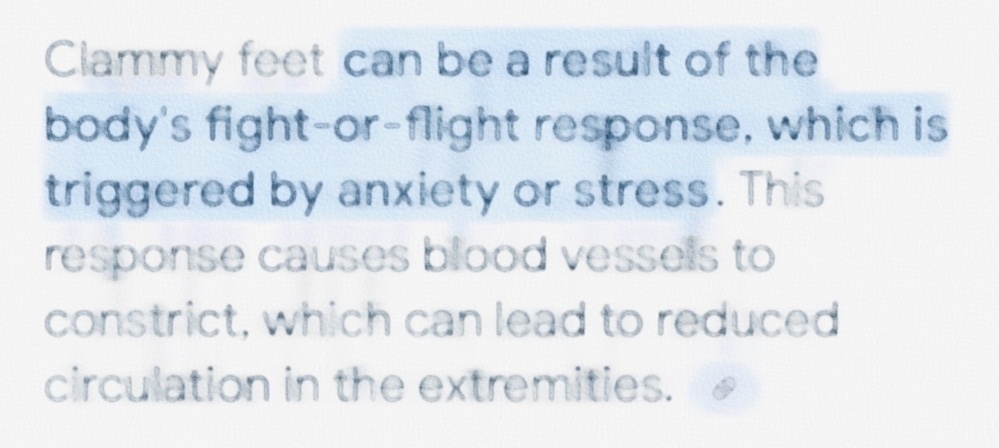 Clammy feet can be a result of the
body's fight-or-flight response, which is
triggered by anxiety or stress. This
response causes blood vessels to
constrict, which can lead to reduced
circulation in the extremities.